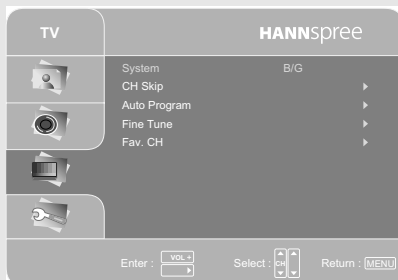 TV
HANNspree
System B/G
CH Skip
Auto Program
Fine Tune
Fav. CH
Enter : VOL + Select : CH Return : MENU